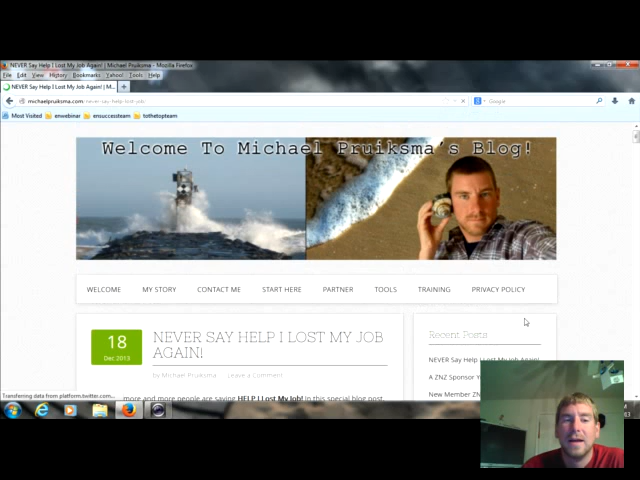 NEVER Say Help I Lost My Job Again! | Michael Pruiksma - Mozilla Firefox
File Edit View History Bookmarks Yahoo Tools Help
NEVER Say Help I Lost My Job Again! | M...
michaelpruiksma.com/never-say-help-lost-job/
Google
Most Visited enwebinar ensuccessteam tothetopteam
Welcome To Michael Pruiksma's Blog!
WELCOME MY STORY CONTACT ME START HERE PARTNER TOOLS TRAINING PRIVACY POLICY
18
Dec 2013
NEVER SAY HELP I LOST MY JOB
AGAIN!
by Michael Pruiksma Leave a Comment
more and more people are saying HELP I Lost My Job! In this special blog post,
Recent Posts
NEVER Say Help I Lost My Job Again!
A ZNZ Sponsor
New Member ZN
Transferring data from platform.twitter.com...